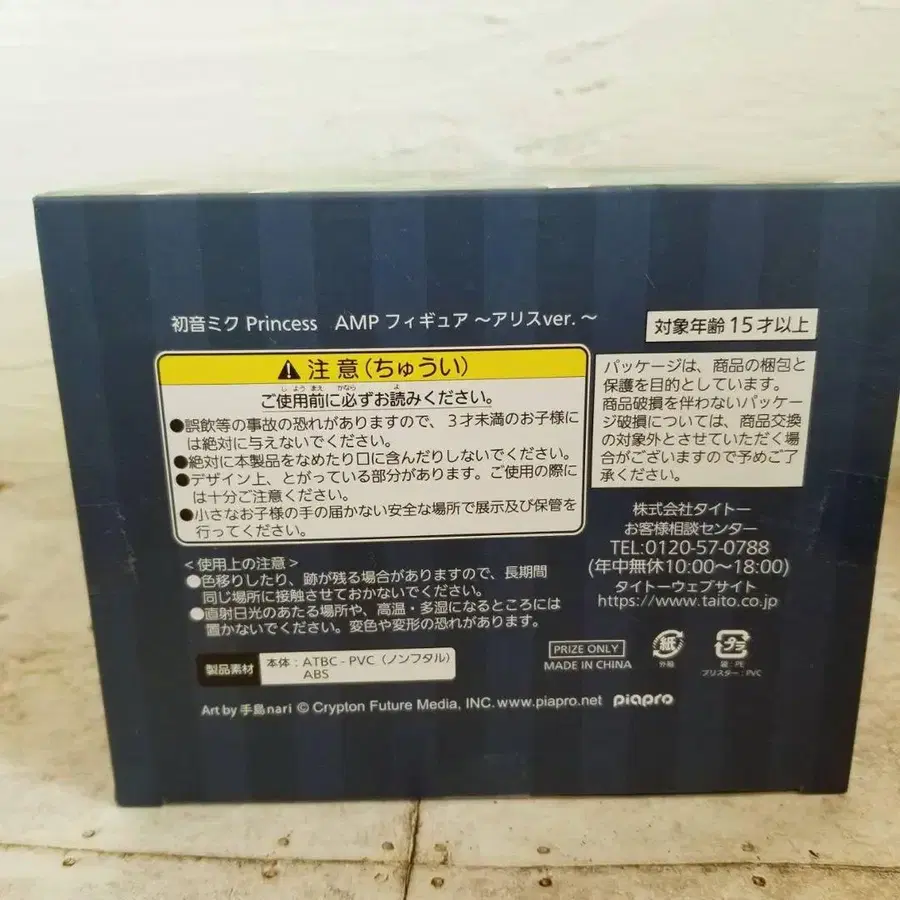 初音ミク Princess AMP フィギュア ～アリスver.～
対象年齢 15才以上
⚠ 注意(ちゅうい)
しようまえ かなら よ
ご使用前に必ずお読みください。
●誤飲等の事故の恐れがありますので、3才未満のお子様に
は絶対に与えないでください。
●絶対に本製品をなめたり口に含んだりしないでください。
●デザイン上、とがっている部分があります。ご使用の際に
は十分ご注意ください。
●小さなお子様の手の届かない安全な場所で展示及び保管を
行ってください。
パッケージは、商品の梱包と
保護を目的としています。
商品破損を伴わないパッケー
ジ破損については、商品交換
の対象外とさせていただく場
合がございますので予めご了
承ください。
株式会社タイトー
お客様相談センター
TEL:0120-57-0788
(年中無休10:00～18:00)
タイトーウェブサイト
https://www.taito.co.jp
<使用上の注意>
●色移りしたり、跡が残る場合がありますので、長期間
同じ場所に接触させておかないでください。
●直射日光のあたる場所や、高温・多湿になるところには
置かないでください。変色や変形の恐れがあります。
製品素材
本体：ATBC-PVC（ノンフタル）
ABS
PRIZE ONLY
MADE IN CHINA
紙
外箱
プラ
袋：PE
ブリスター：PVC
Art by 手島nari © Crypton Future Media, INC. www.piapro.net piapro